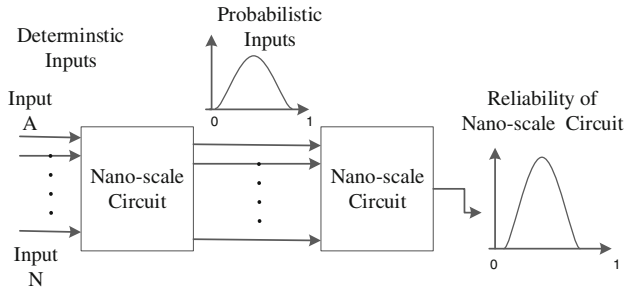 Determinstic
Inputs
Input
A
Input
N
Nano-scale
Circuit
Probabilistic
Inputs
0 1
Nano-scale
Circuit
Reliability of
Nano-scale Circuit
0 1